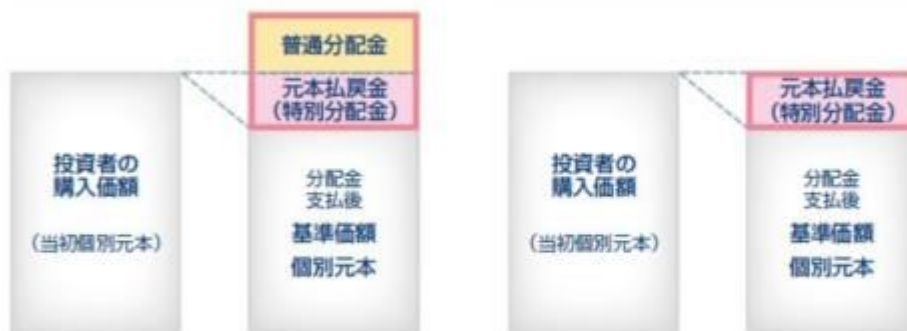 普通分配金
元本払戻金
(特別分配金)
投資者の
購入価額
(当初個別元本)
分配金
支払後
基準価額
個別元本
元本払戻金
(特別分配金)
投資者の
購入価額
(当初個別元本)
分配金
支払後
基準価額
個別元本